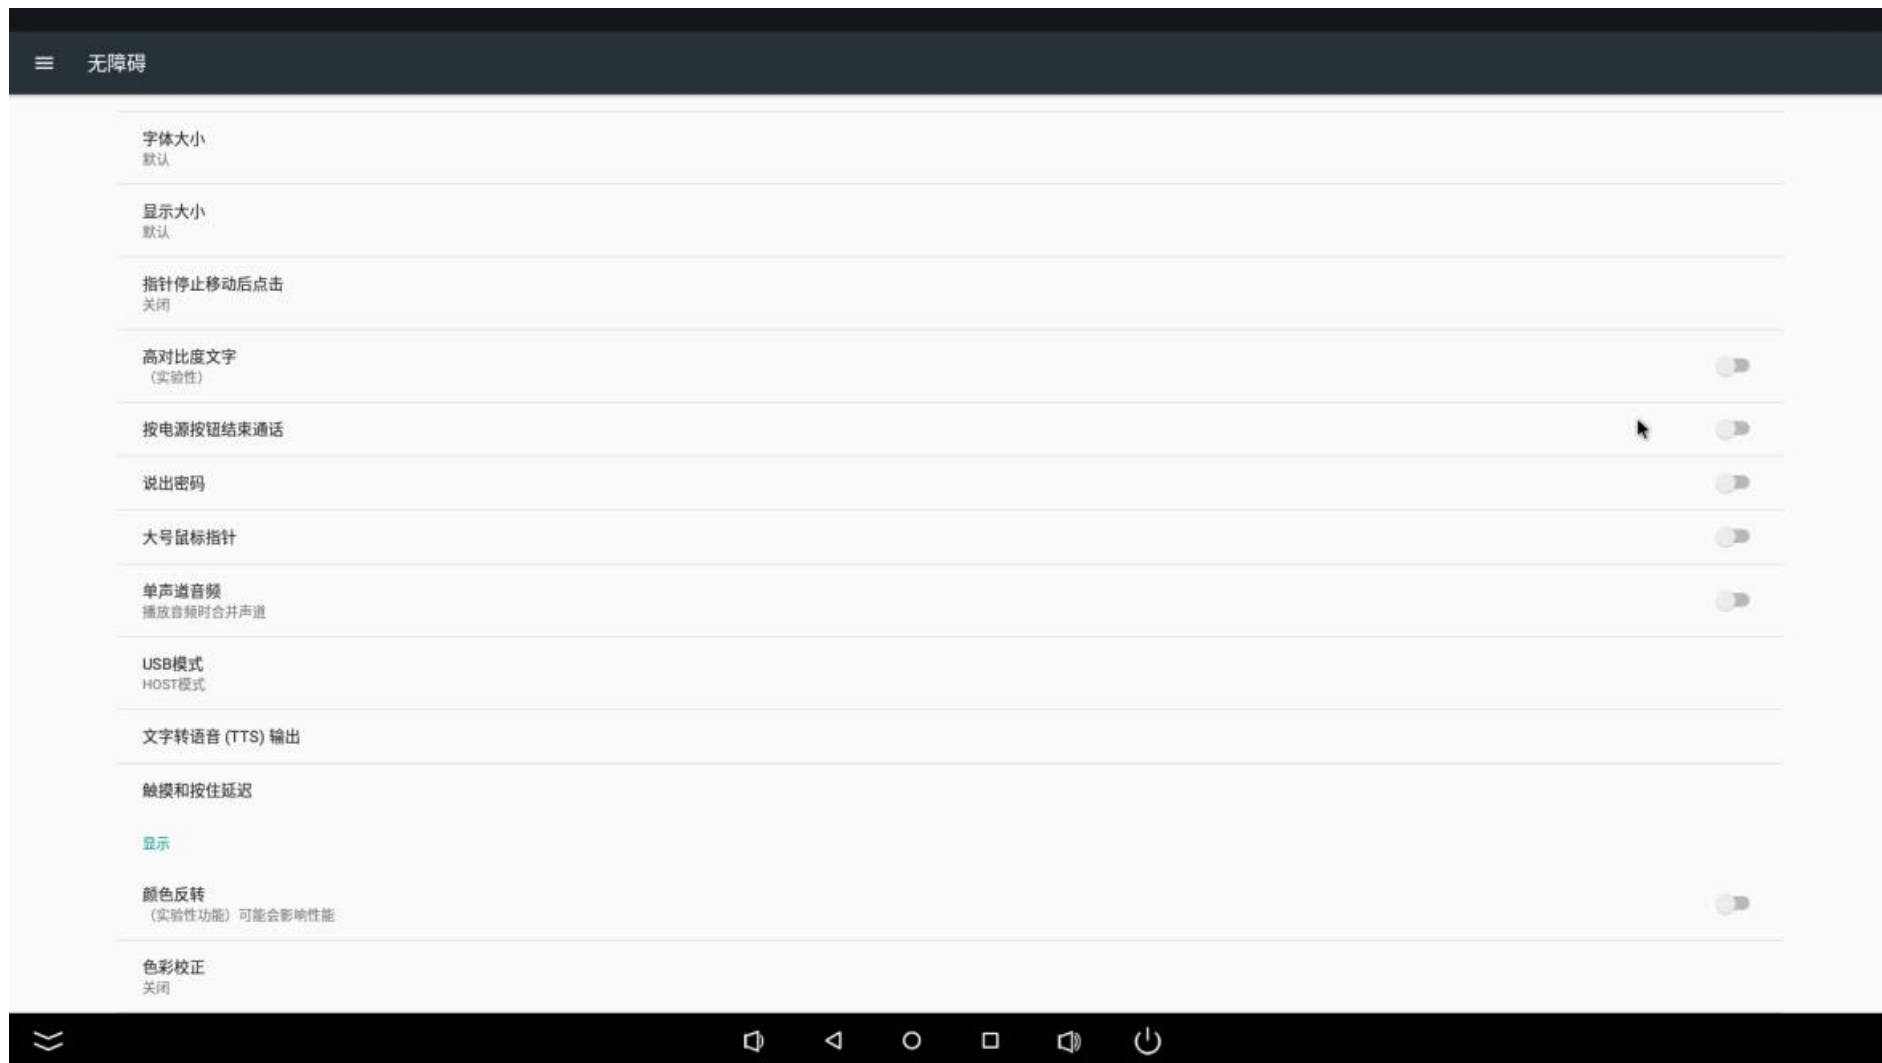 无障碍
字体大小
默认
显示大小
默认
指针停止移动后点击
关闭
高对比度文字
（实验性）
按电源按钮结束通话
说出密码
大号鼠标指针
单声道音频
播放音频时合并声道
USB模式
HOST模式
文字转语音 (TTS) 输出
触摸和按住延迟
显示
颜色反转
（实验性功能）可能会影响性能
色彩校正
关闭